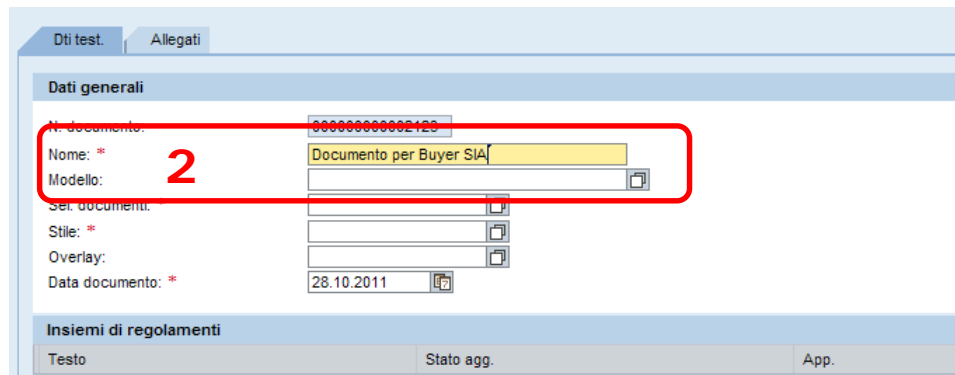 Dti test. Allegati
Dati generali
N. documento: 000000000002123
Nome: * Documento per Buyer SIA
Modello:
2
Sel. documenti: *
Stile: *
Overlay:
Data documento: * 28.10.2011
Insiemi di regolamenti
Testo Stato agg. App.